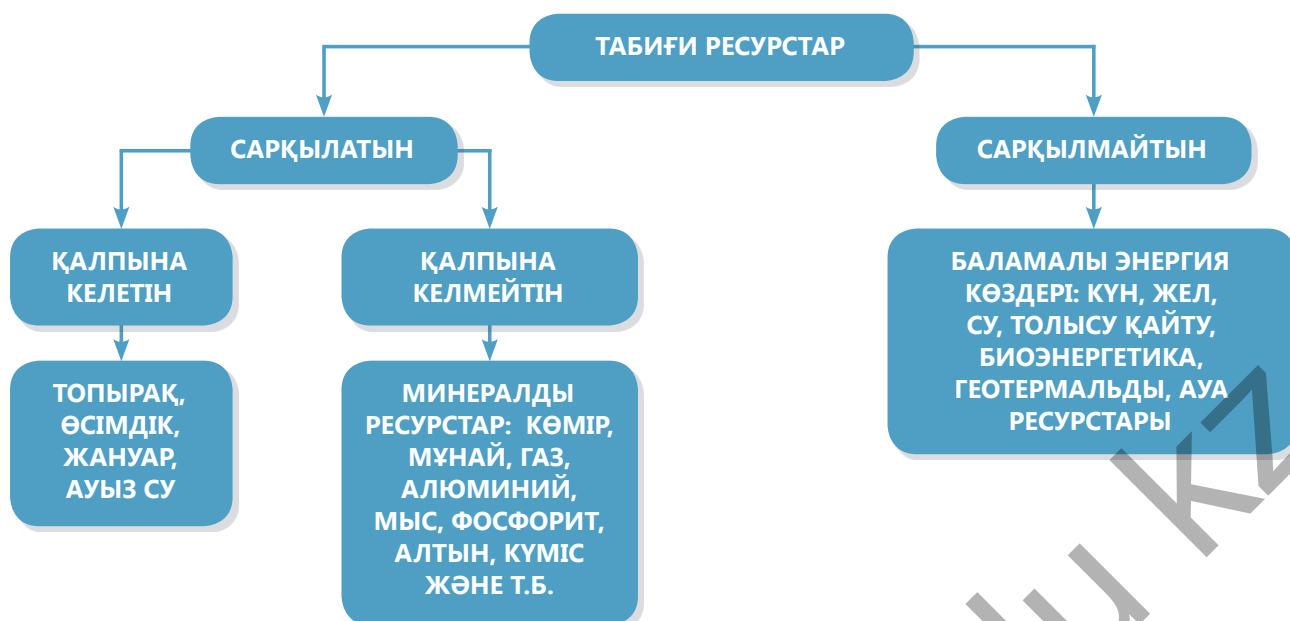 ТАБИҒИ РЕСУРСТАР
САРҚЫЛАТЫН
САРҚЫЛМАЙТЫН
ҚАЛПЫНА
КЕЛЕТІН
ҚАЛПЫНА
КЕЛМЕЙТІН
БАЛАМАЛЫ ЭНЕРГИЯ
КӨЗДЕРІ: КҮН, ЖЕЛ,
СУ, ТОЛЫСУ ҚАЙТУ,
БИОЭНЕРГЕТИКА,
ГЕОТЕРМАЛЬДЫ, АУА
РЕСУРСТАРЫ
ТОПЫРАҚ,
ӨСІМДІК,
ЖАНУАР,
АУЫЗ СУ
МИНЕРАЛДЫ
РЕСУРСТАР: КӨМІР,
МҰНАЙ, ГАЗ,
АЛЮМИНИЙ,
МЫС, ФОСФОРИТ,
АЛТЫН, КҮМІС
ЖӘНЕ Т.Б.